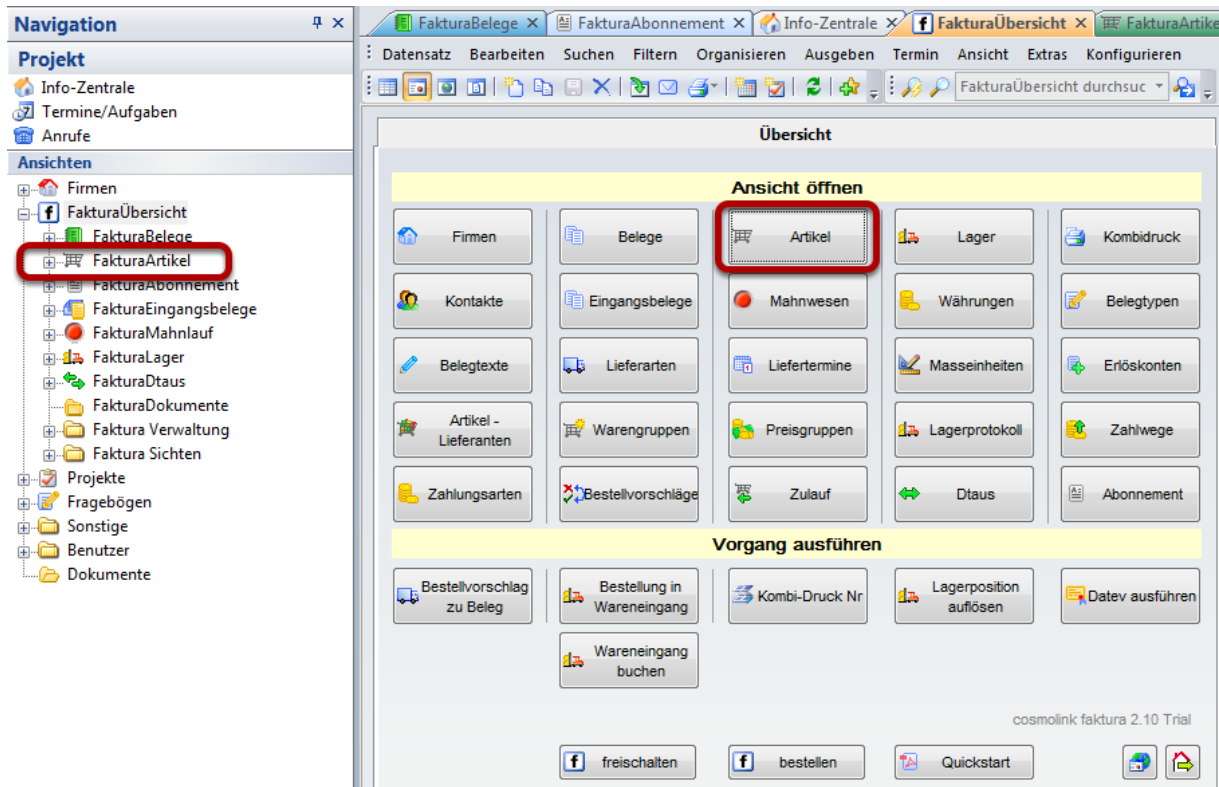 Navigation
Projekt
Info-Zentrale
Termine/Aufgaben
Anrufe
Ansichten
Firmen
FakturaÜbersicht
FakturaBelege
FakturaArtikel
FakturaAbonnement
FakturaEingangsbelege
FakturaMahnlauf
FakturaLager
FakturaDtaus
FakturaDokumente
Faktura Verwaltung
Faktura Sichten
Projekte
Fragebögen
Sonstige
Benutzer
Dokumente
FakturaBelege FakturaAbonnement Info-Zentrale FakturaÜbersicht FakturaArtike
Datensatz Bearbeiten Suchen Filtern Organisieren Ausgeben Termin Ansicht Extras Konfigurieren
FakturaÜbersicht durchsuc
Übersicht
Ansicht öffnen
Firmen Belege Artikel Lager Kombidruck
Kontakte Eingangsbelege Mahnwesen Währungen Belegtypen
Belegtexte Lieferarten Liefertermine Masseinheiten Erlöskonten
Artikel -
Lieferanten Warengruppen Preisgruppen Lagerprotokoll Zahlwege
Zahlungsarten Bestellvorschläge Zulauf Dtaus Abonnement
Vorgang ausführen
Bestellvorschlag
zu Beleg
Bestellung in
Wareneingang
Kombi-Druck Nr
Lagerposition
auflösen
Datev ausführen
Wareneingang
buchen
cosmolink faktura 2.10 Trial
freischalten bestellen Quickstart